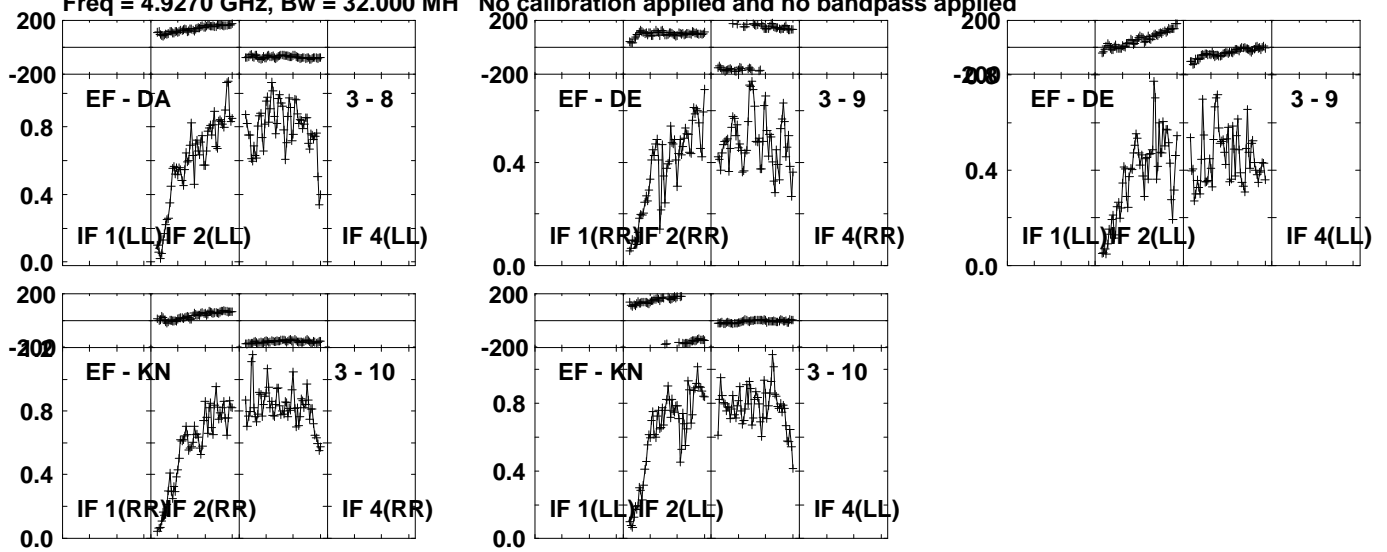 Freq = 4.9270 GHz, Bw = 32.000 MH No calibration applied and no bandpass applied
200
-200
EF - DA 3 - 8
0.8
0.4
IF 1(LL) IF 2(LL) IF 4(LL)
0.0
200
-200
EF - DE 3 - 9
0.4
IF 1(RR) IF 2(RR) IF 4(RR)
0.0
200
-200
0.8
EF - DE 3 - 9
0.4
IF 1(LL) IF 2(LL) IF 4(LL)
0.0
200
-200
1.2
EF - KN 3 - 10
0.8
0.4
IF 1(RR) IF 2(RR) IF 4(RR)
0.0
200
-200
EF - KN 3 - 10
0.8
0.4
IF 1(LL) IF 2(LL) IF 4(LL)
0.0